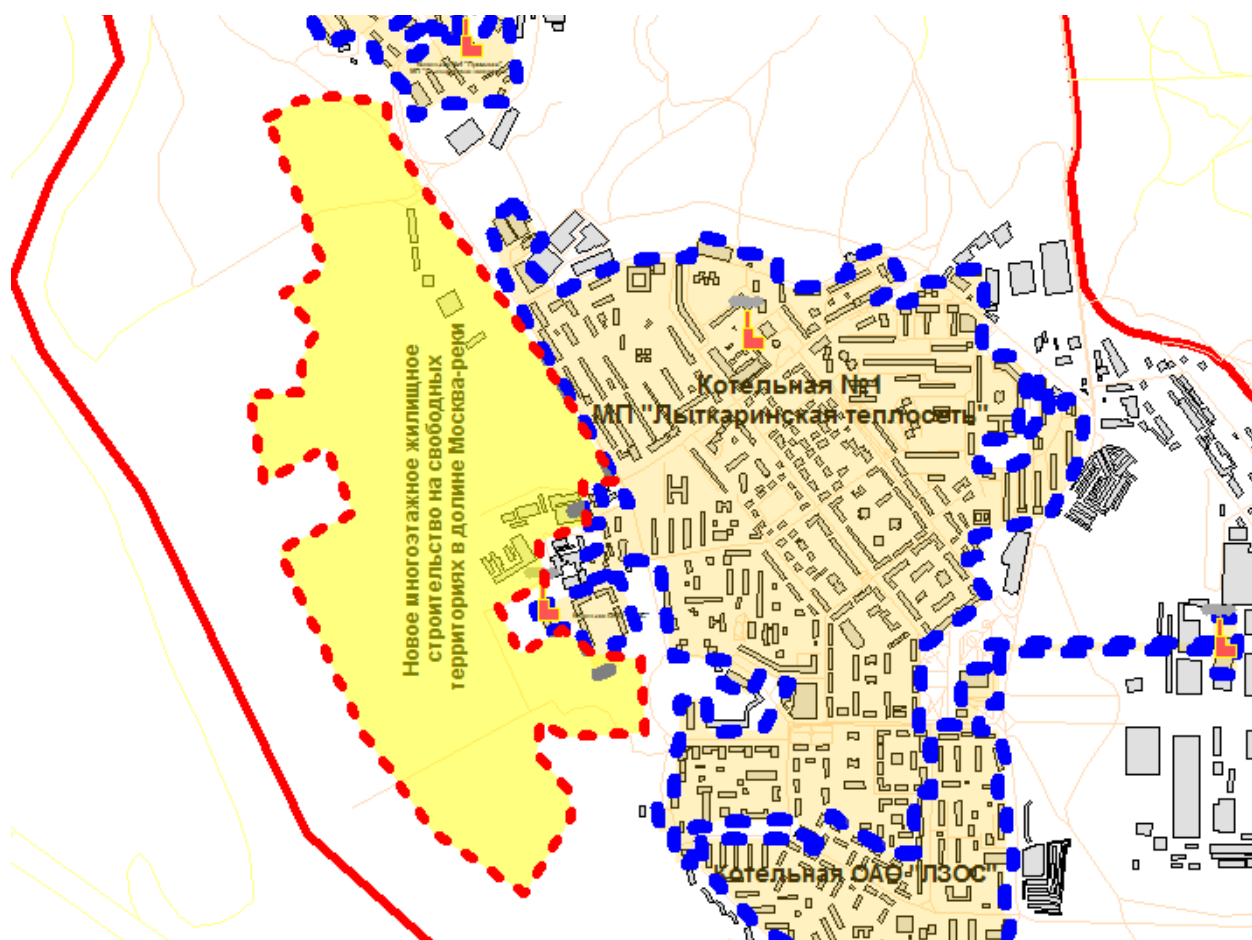 Новое многоэтажное жилищное
строительство на свободных
территориях в долине Москва-реки
Котельная №1
МП "Лыткаринская теплосеть"
Котельная ОАО "ЛЗОС"